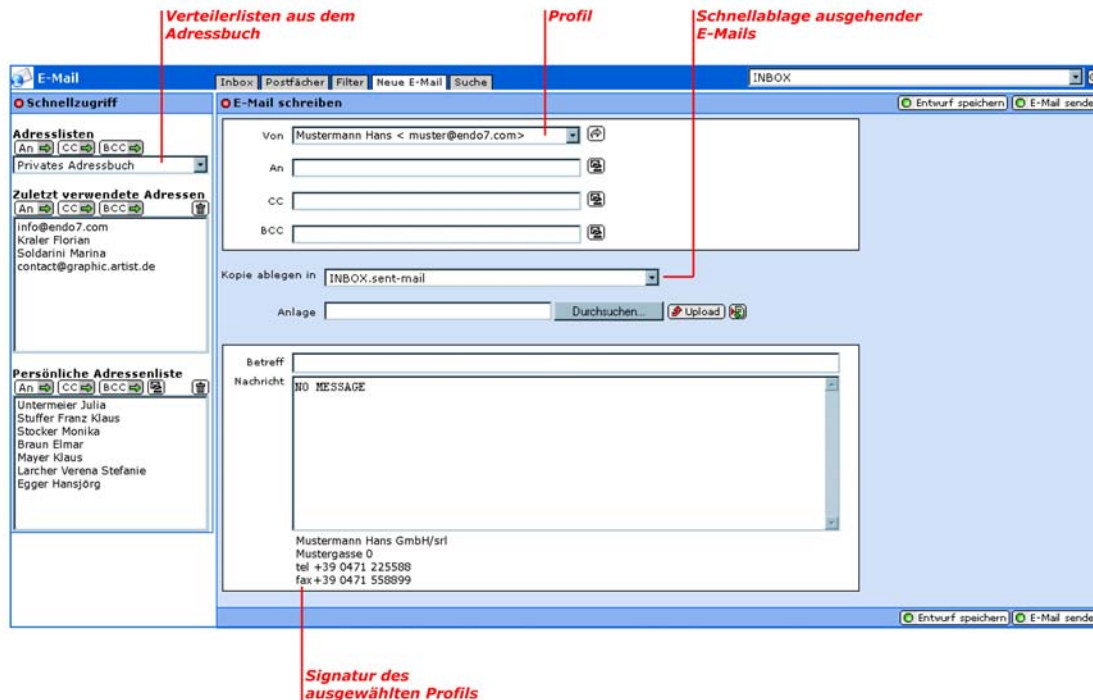 Verteilerlisten aus dem
Adressbuch
Profil
Schnellablage ausgehender
E-Mails
E-Mail
Inbox Postfächer Filter Neue E-Mail Suche
INBOX
Schnellzugriff
E-Mail schreiben
Entwurf speichern E-Mail sende
Adresslisten
An CC BCC
Privates Adressbuch
Zuletzt verwendete Adressen
An CC BCC
info@endo7.com
Kraler Florian
Soldarini Marina
contact@graphic.artist.de
Persönliche Adressenliste
An CC BCC
Untermeier Julia
Stuffer Franz Klaus
Stocker Monika
Braun Elmar
Mayer Klaus
Larcher Verena Stefanie
Egger Hansjörg
Von Mustermann Hans < muster@endo7.com>
An
CC
BCC
Kopie ablegen in INBOX.sent-mail
Anlage Durchsuchen... Upload
Betreff
Nachricht NO MESSAGE
Mustermann Hans GmbH/srl
Mustergasse 0
tel +39 0471 225588
fax+39 0471 558899
Entwurf speichern E-Mail sende
Signatur des
ausgewählten Profils